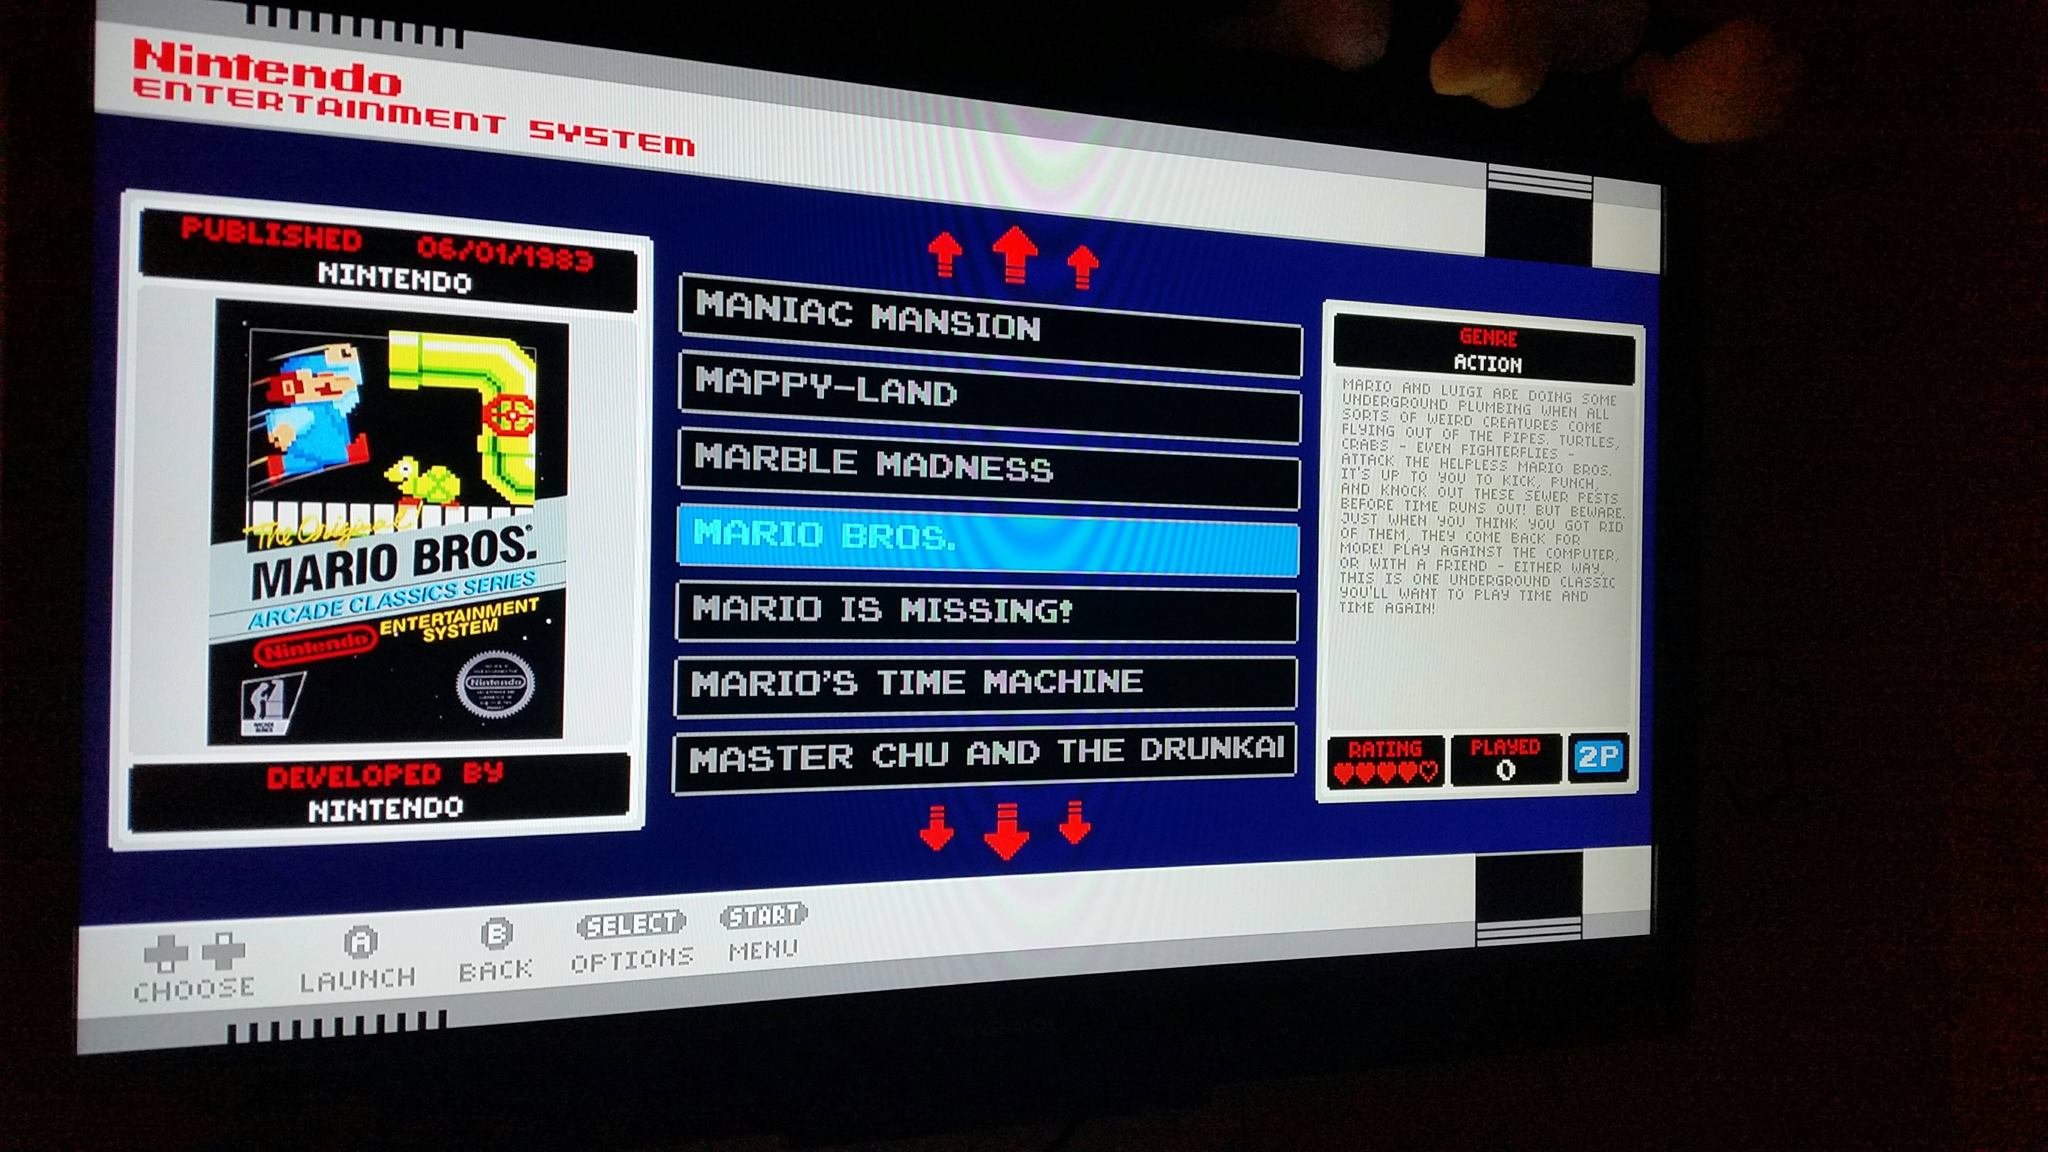 Nintendo
ENTERTAINMENT SYSTEM
PUBLISHED 06/01/1983
NINTENDO
The Original
MARIO BROS.
ARCADE CLASSICS SERIES
Nintendo
ENTERTAINMENT
SYSTEM
Nintendo
DEVELOPED BY
NINTENDO
MANIAC MANSION
MAPPY-LAND
MARBLE MADNESS
MARIO BROS.
MARIO IS MISSING!
MARIO'S TIME MACHINE
MASTER CHU AND THE DRUNKAI
GENRE
ACTION
MARIO AND LUIGI ARE DOING SOME
UNDERGROUND PLUMBING WHEN ALL
SORTS OF WEIRD CREATURES COME
FLYING OUT OF THE PIPES. TURTLES,
CRABS - EVEN FIGHTERFLIES -
ATTACK THE HELPLESS MARIO BROS.
IT'S UP TO YOU TO KICK, PUNCH,
AND KNOCK OUT THESE SEWER PESTS
BEFORE TIME RUNS OUT! BUT BEWARE.
JUST WHEN YOU THINK YOU GOT RID
OF THEM, THEY COME BACK FOR
MORE! PLAY AGAINST THE COMPUTER,
OR WITH A FRIEND - EITHER WAY,
THIS IS ONE UNDERGROUND CLASSIC
YOU'LL WANT TO PLAY TIME AND
TIME AGAIN!
RATING
PLAYED
0
2P
A
B
SELECT
START
CHOOSE
LAUNCH
BACK
OPTIONS
MENU